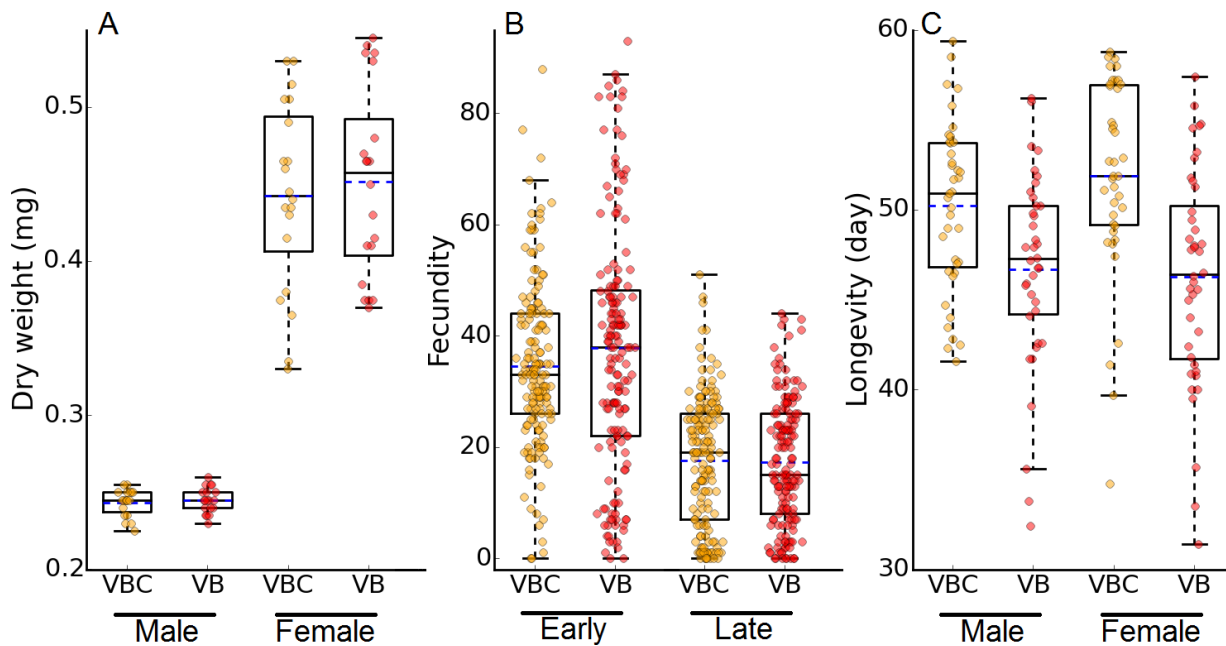 A
Dry weight (mg)
0.5
0.4
0.3
0.2
VBC VB VBC VB
Male Female
B
Fecundity
80
60
40
20
0
VBC VB VBC VB
Early Late
C
Longevity (day)
60
50
40
30
VBC VB VBC VB
Male Female